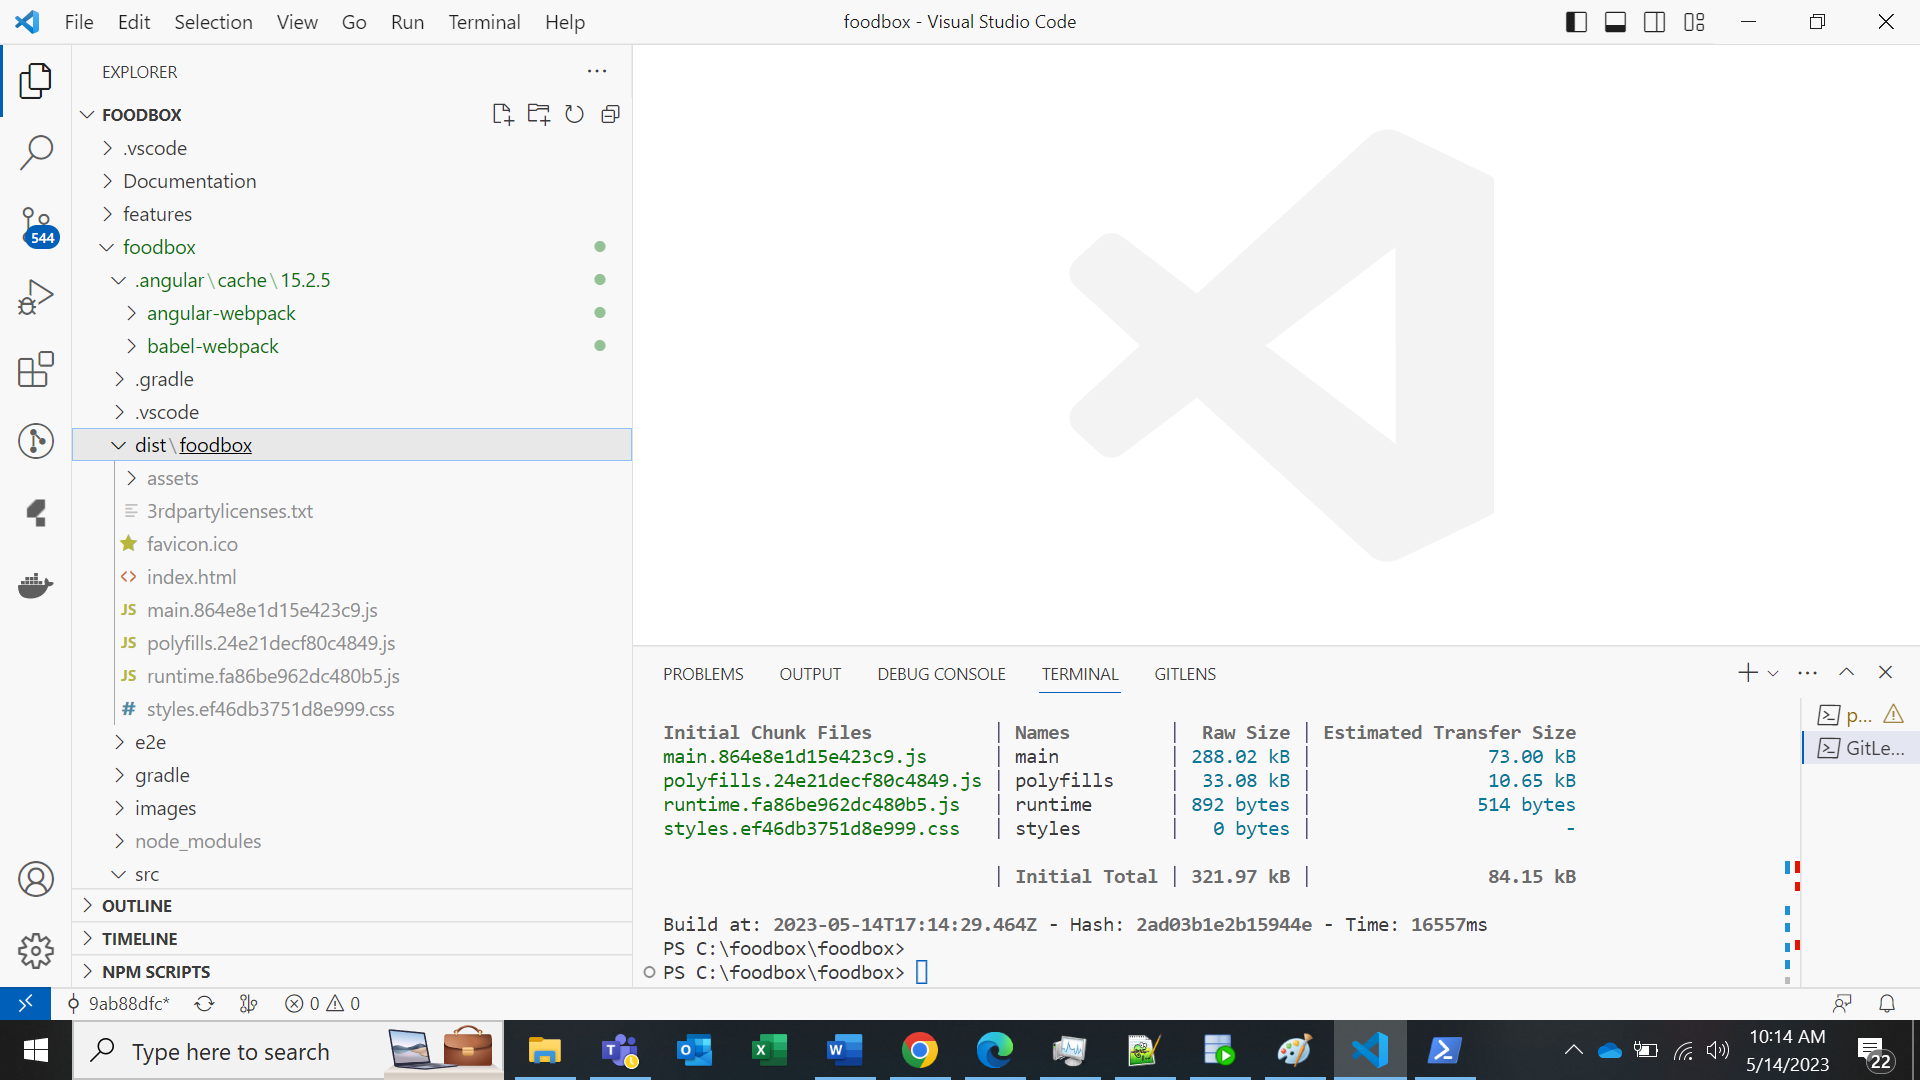 File Edit Selection View Go Run Terminal Help
foodbox - Visual Studio Code
EXPLORER
FOODBOX
.vscode
Documentation
features
544
foodbox
.angular\cache\15.2.5
angular-webpack
babel-webpack
.gradle
.vscode
dist\foodbox
assets
3rdpartylicenses.txt
favicon.ico
<> index.html
JS main.864e8e1d15e423c9.js
JS polyfills.24e21decf80c4849.js
JS runtime.fa86be962dc480b5.js
# styles.ef46db3751d8e999.css
e2e
gradle
images
node_modules
src
OUTLINE
TIMELINE
NPM SCRIPTS
PROBLEMS OUTPUT DEBUG CONSOLE TERMINAL GITLENS
p...
GitLe...
Initial Chunk Files | Names | Raw Size | Estimated Transfer Size
main.864e8e1d15e423c9.js | main | 288.02 kB | 73.00 kB
polyfills.24e21decf80c4849.js | polyfills | 33.08 kB | 10.65 kB
runtime.fa86be962dc480b5.js | runtime | 892 bytes | 514 bytes
styles.ef46db3751d8e999.css | styles | 0 bytes | -
| Initial Total | 321.97 kB | 84.15 kB
Build at: 2023-05-14T17:14:29.464Z - Hash: 2ad03b1e2b15944e - Time: 16557ms
PS C:\foodbox\foodbox>
PS C:\foodbox\foodbox>
9ab88dfc* 0 0
Type here to search
10:14 AM
5/14/2023
22